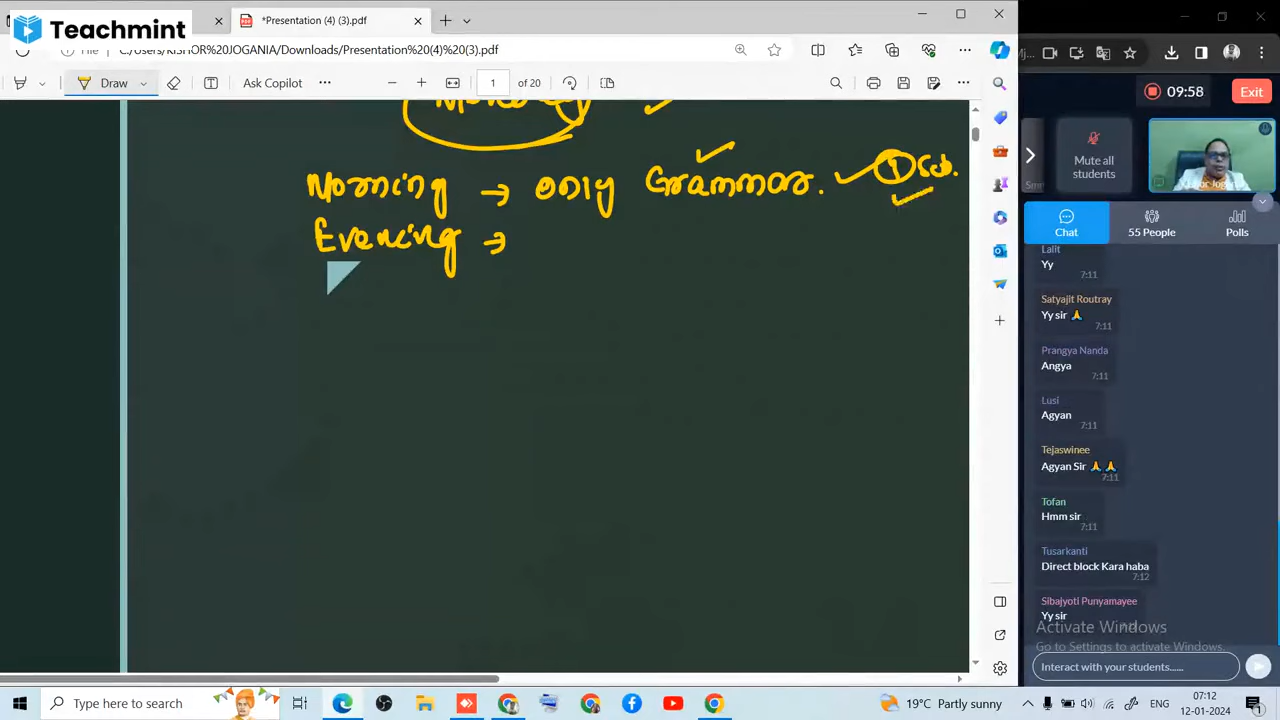 Teachmint
*Presentation (4) (3).pdf
File
C:/Users/KISHOR%20JOGANIA/Downloads/Presentation%20(4)%20(3).pdf
Draw
Ask Copilot
1 of 20
Morning → only Grammar. ① Sub.
Evening →
09:58
Exit
Mute all students
Chat
55 People
Polls
Lalit
Yy
7:11
Satyajit Routray
Yy sir 🙏
7:11
Prangya Nanda
Angya
7:11
Lusi
Agyan
7:11
Tejaswinee
Agyan Sir 🙏🙏
7:11
Tofan
Hmm sir
7:11
Tusarkanti
Direct block Kara haba
7:12
Sibajyoti Punyamayee
Yy sir
Activate Windows
Go to Settings to activate Windows.
Interact with your students......
Type here to search
19°C Partly sunny
ENG
07:12
12-01-2024